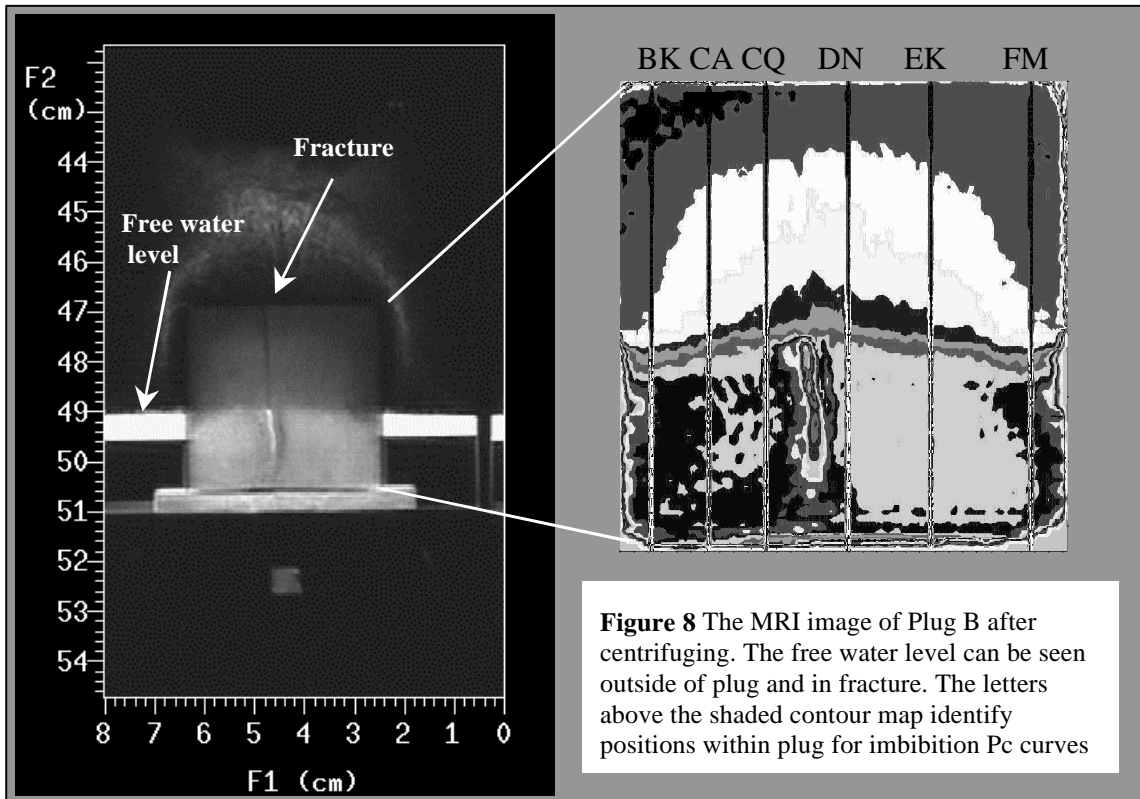 F2
(cm)
44
45
46
47
48
49
50
51
52
53
54
8 7 6 5 4 3 2 1 0
F1 (cm)
Fracture
Free water
level
BK CA CQ DN EK FM
Figure 8 The MRI image of Plug B after
centrifuging. The free water level can be seen
outside of plug and in fracture. The letters
above the shaded contour map identify
positions within plug for imbibition Pc curves